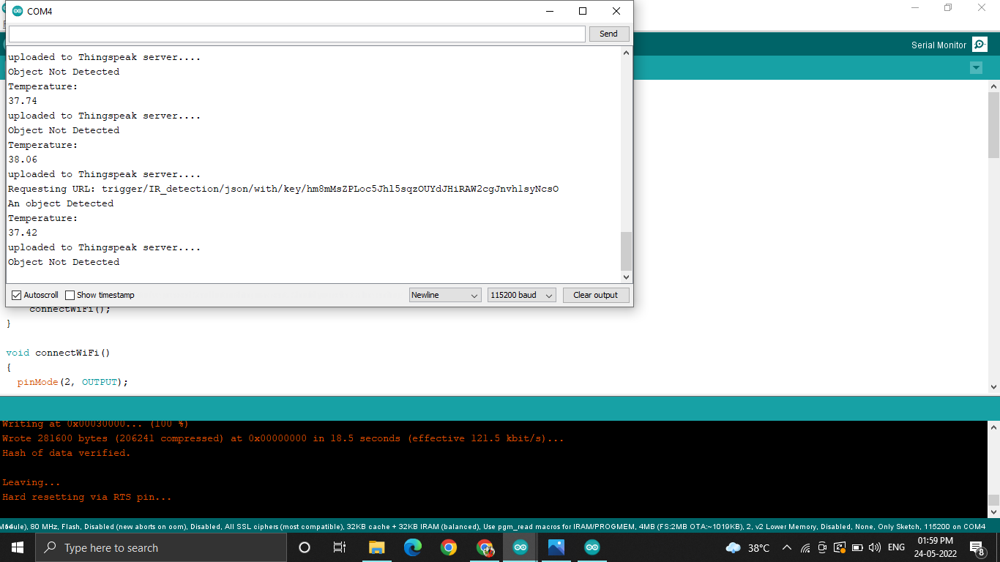 COM4
Send
uploaded to Thingspeak server....
Object Not Detected
Temperature:
37.74
uploaded to Thingspeak server....
Object Not Detected
Temperature:
38.06
uploaded to Thingspeak server....
Requesting URL: trigger/IR_detection/json/with/key/hm8mMsZPLoc5Jhl5sqzOUYdJHiRAW2cgJnvhlsyNcsO
An object Detected
Temperature:
37.42
uploaded to Thingspeak server....
Object Not Detected
Autoscroll Show timestamp Newline 115200 baud Clear output
Serial Monitor
connectWiFi();
}
void connectWiFi()
{
pinMode(2, OUTPUT);
Writing at 0x00030000... (100 %)
Wrote 281600 bytes (206241 compressed) at 0x00000000 in 18.5 seconds (effective 121.5 kbit/s)...
Hash of data verified.
Leaving...
Hard resetting via RTS pin...
Module), 80 MHz, Flash, Disabled (new aborts on oom), Disabled, All SSL ciphers (most compatible), 32KB cache + 32KB IRAM (balanced), Use pgm_read macros for IRAM/PROGMEM, 4MB (FS:2MB OTA:~1019KB), 2, v2 Lower Memory, Disabled, None, Only Sketch, 115200 on COM4
Type here to search
38°C
ENG
01:59 PM
24-05-2022
8